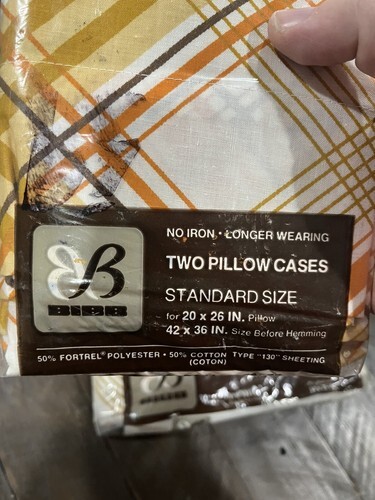 NO IRON • LONGER WEARING
TWO PILLOW CASES
STANDARD SIZE
for 20 x 26 IN. Pillow
42 x 36 IN. Size Before Hemming
B
BIBB
50% FORTREL® POLYESTER • 50% COTTON TYPE "130" SHEETING
(COTON)